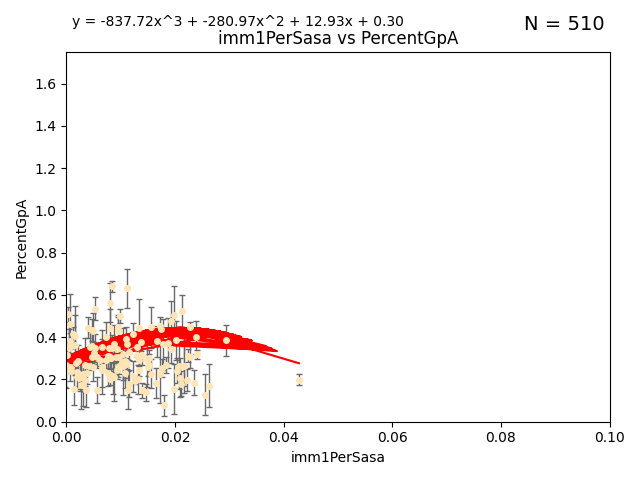 y = -837.72x^3 + -280.97x^2 + 12.93x + 0.30
N = 510
imm1PerSasa vs PercentGpA
PercentGpA
1.6
1.4
1.2
1.0
0.8
0.6
0.4
0.2
0.0
0.00 0.02 0.04 0.06 0.08 0.10
imm1PerSasa